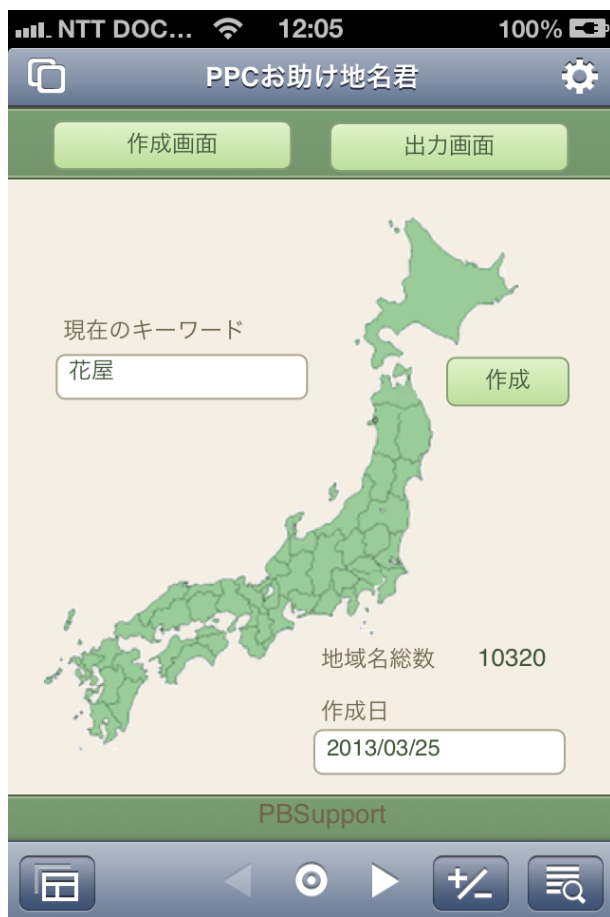 NTT DOC... 12:05 100%
PPCお助け地名君
作成画面 出力画面
現在のキーワード
花屋
作成
地域名総数 10320
作成日
2013/03/25
PBSupport